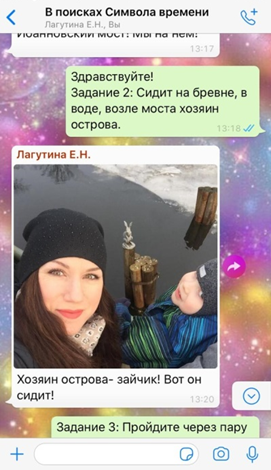 В поисках Символа времени
Лагутина Е.Н., Вы
Иоанновский мост! Мы на нем!
13:17
Здравствуйте!
Задание 2: Сидит на бревне, в
воде, возле моста хозяин
острова.
13:18
Лагутина Е.Н.
Хозяин острова- зайчик! Вот он
сидит!
13:20
Задание 3: Пройдите через пару